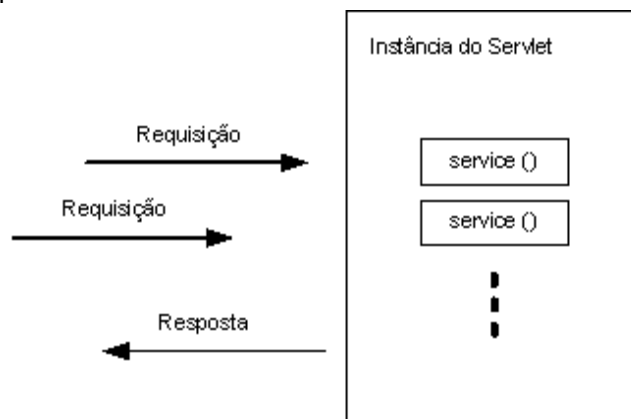 Instância do Servlet
Requisição
service ()
Requisição
service ()
Resposta